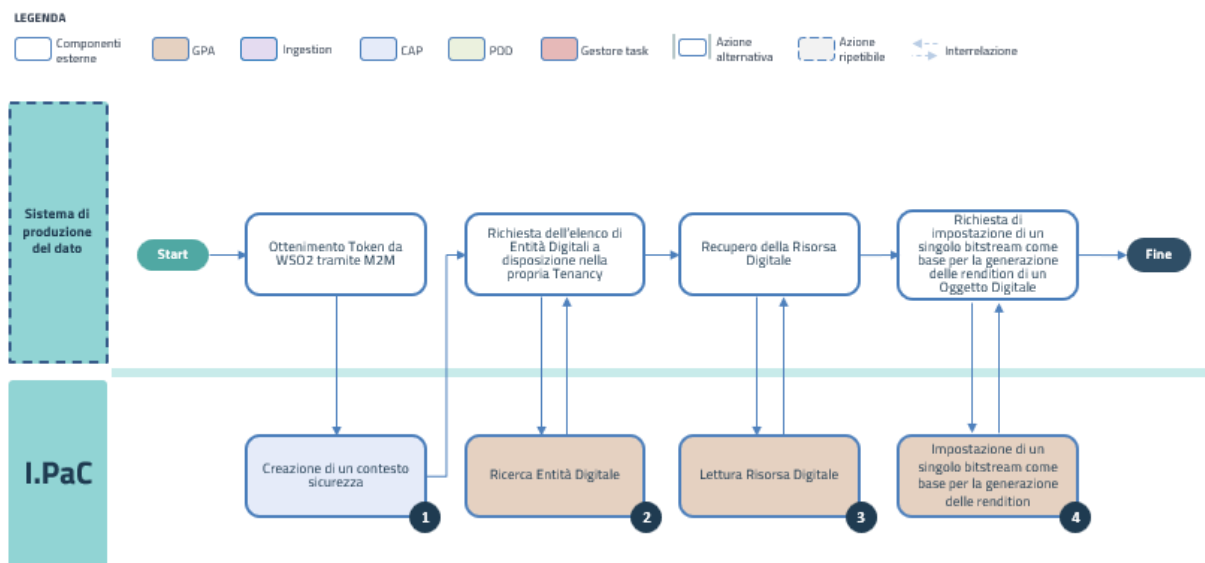 LEGENDA
Componenti
esterne
GPA
Ingestion
CAP
PDD
Gestore task
Azione
alternativa
Azione
ripetibile
Interrelazione
Sistema di
produzione
del dato
Start
Ottenimento Token da
WSO2 tramite M2M
Richiesta dell'elenco di
Entità Digitali a
disposizione nella
propria Tenancy
Recupero della Risorsa
Digitale
Richiesta di
impostazione di un
singolo bitstream come
base per la generazione
delle rendition di un
Oggetto Digitale
Fine
I.PaC
Creazione di un contesto
sicurezza
1
Ricerca Entità Digitale
2
Lettura Risorsa Digitale
3
Impostazione di un
singolo bitstream come
base per la generazione
delle rendition
4